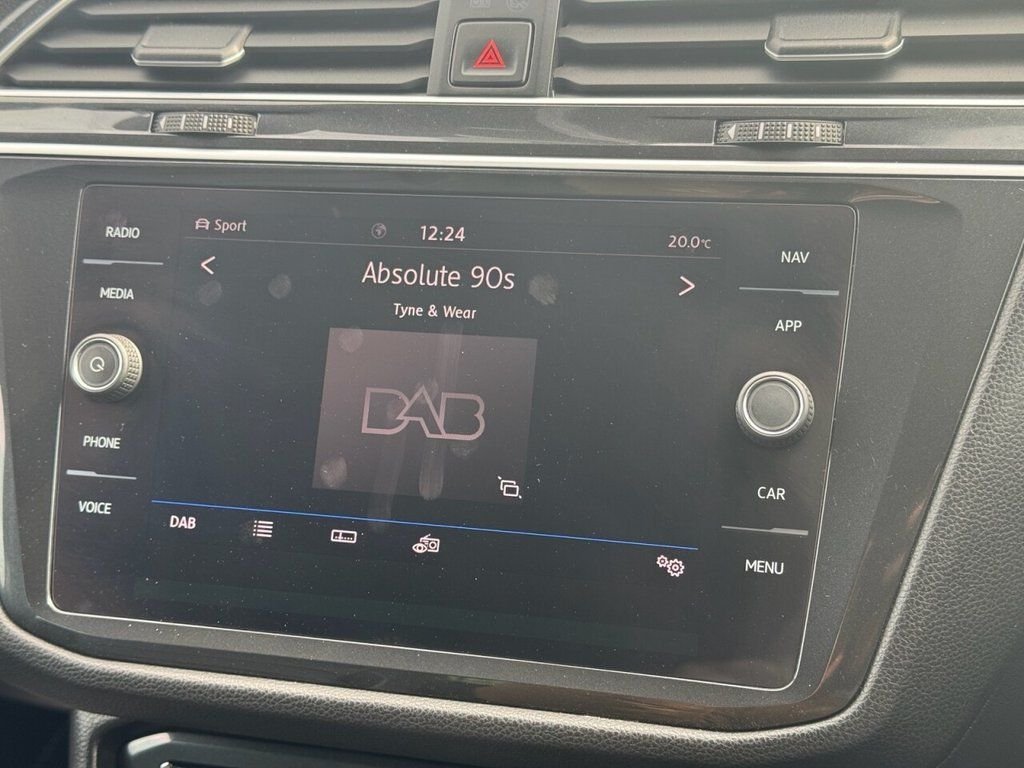 RADIO
MEDIA
PHONE
VOICE
Sport
12:24
20.0°C
<
Absolute 90s
>
Tyne & Wear
DAB
DAB
NAV
APP
CAR
MENU